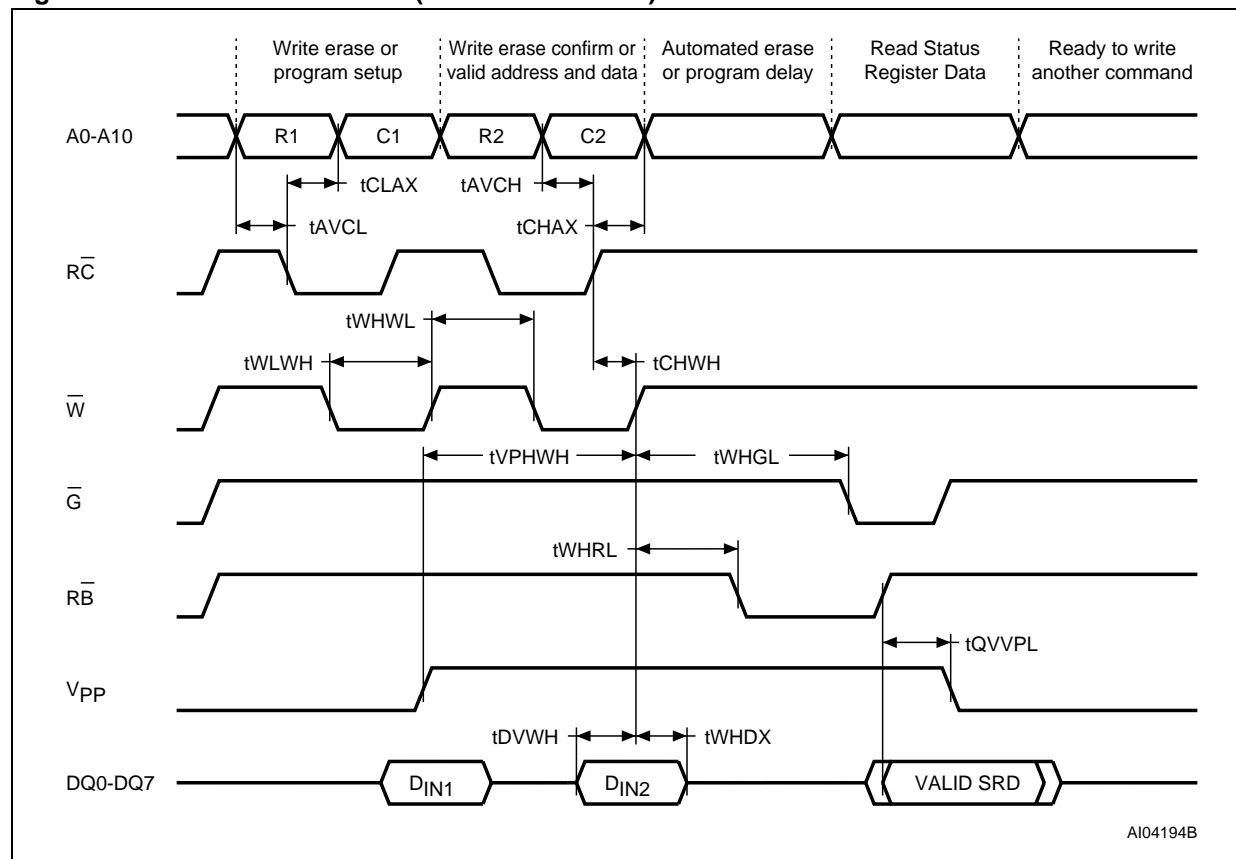 Write erase or
program setup
Write erase confirm or
valid address and data
Automated erase
or program delay
Read Status
Register Data
Ready to write
another command
A0-A10
R1
C1
R2
C2
tCLAX
tAVCH
tAVCL
tCHAX
RC̅
tWHWL
tWLWH
tCHWH
W̅
tVPHWH
tWHGL
G̅
tWHRL
RB̅
tQVVPL
VPP
tDVWH
tWHDX
DQ0-DQ7
DIN1
DIN2
VALID SRD
AI04194B